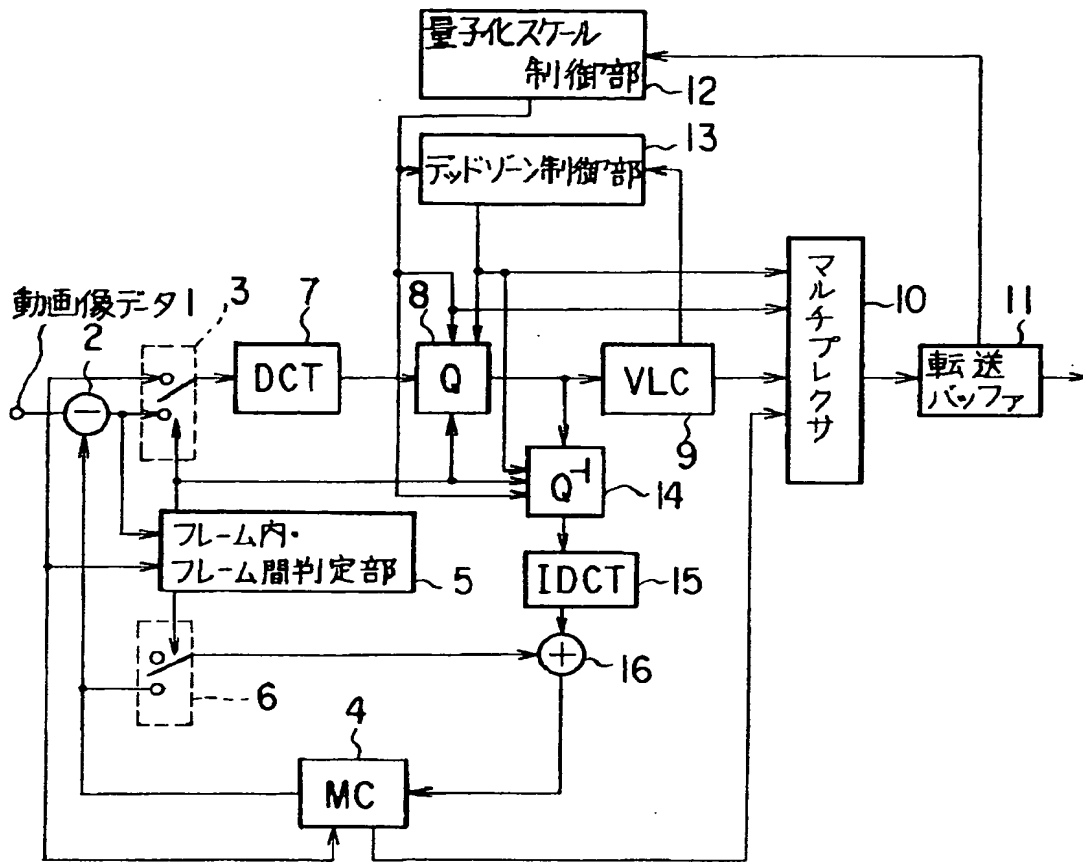 量子化スケール
制御部
12
13
デッドゾーン制御部
動画像データ1
2
3
7
DCT
8
Q
VLC
9
マルチプレクサ
10
11
転送
バッファ
Q⁻¹
14
フレーム内・
フレーム間判定部
5
IDCT
15
16
6
4
MC